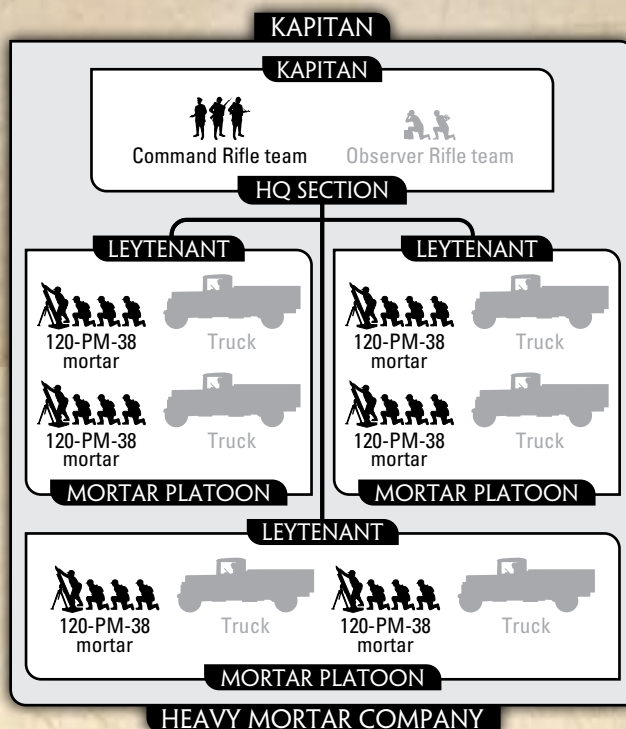 KAPITAN
KAPITAN
Command Rifle team
Observer Rifle team
HQ SECTION
LEYTENANT
120-PM-38
mortar
Truck
120-PM-38
mortar
Truck
MORTAR PLATOON
LEYTENANT
120-PM-38
mortar
Truck
120-PM-38
mortar
Truck
MORTAR PLATOON
LEYTENANT
120-PM-38
mortar
Truck
120-PM-38
mortar
Truck
MORTAR PLATOON
HEAVY MORTAR COMPANY